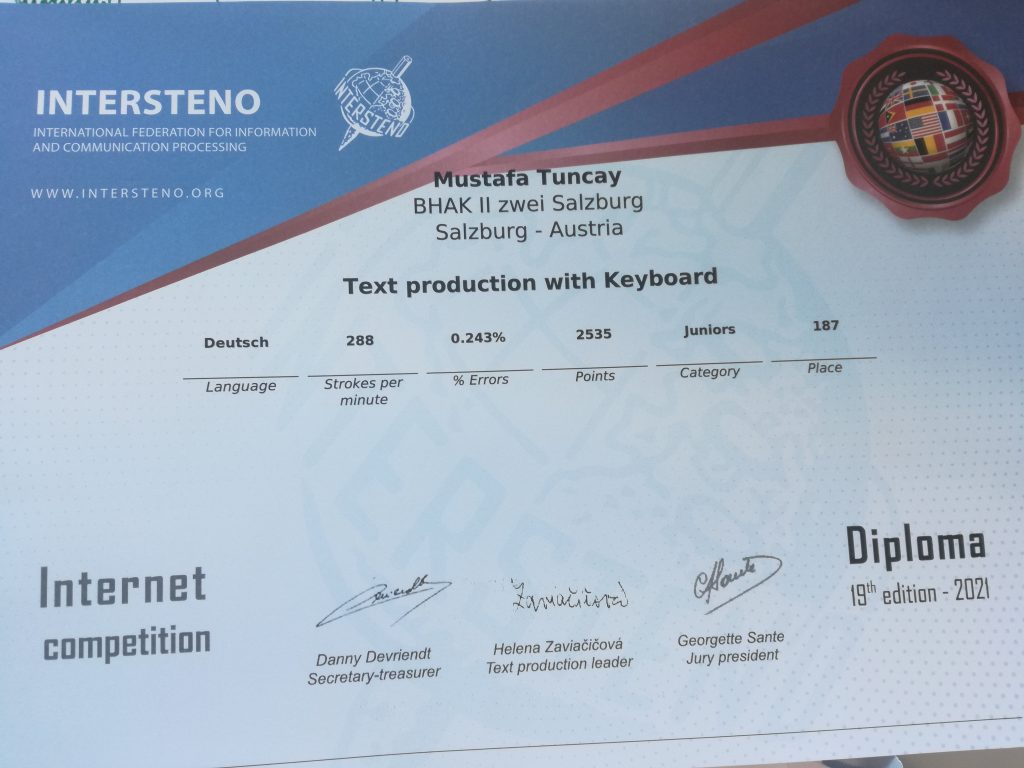 INTERSTENO
INTERNATIONAL FEDERATION FOR INFORMATION
AND COMMUNICATION PROCESSING
WWW.INTERSTENO.ORG
INTERSTENO
Mustafa Tuncay
BHAK II zwei Salzburg
Salzburg - Austria
Text production with Keyboard
Deutsch 288 0.243% 2535 Juniors 187
Language Strokes per % Errors Points Category Place
minute
Internet
competition
Danny Devriendt
Secretary-treasurer
Zaviačičová
Helena Zaviačičová
Text production leader
Georgette Sante
Jury president
Diploma
19th edition - 2021